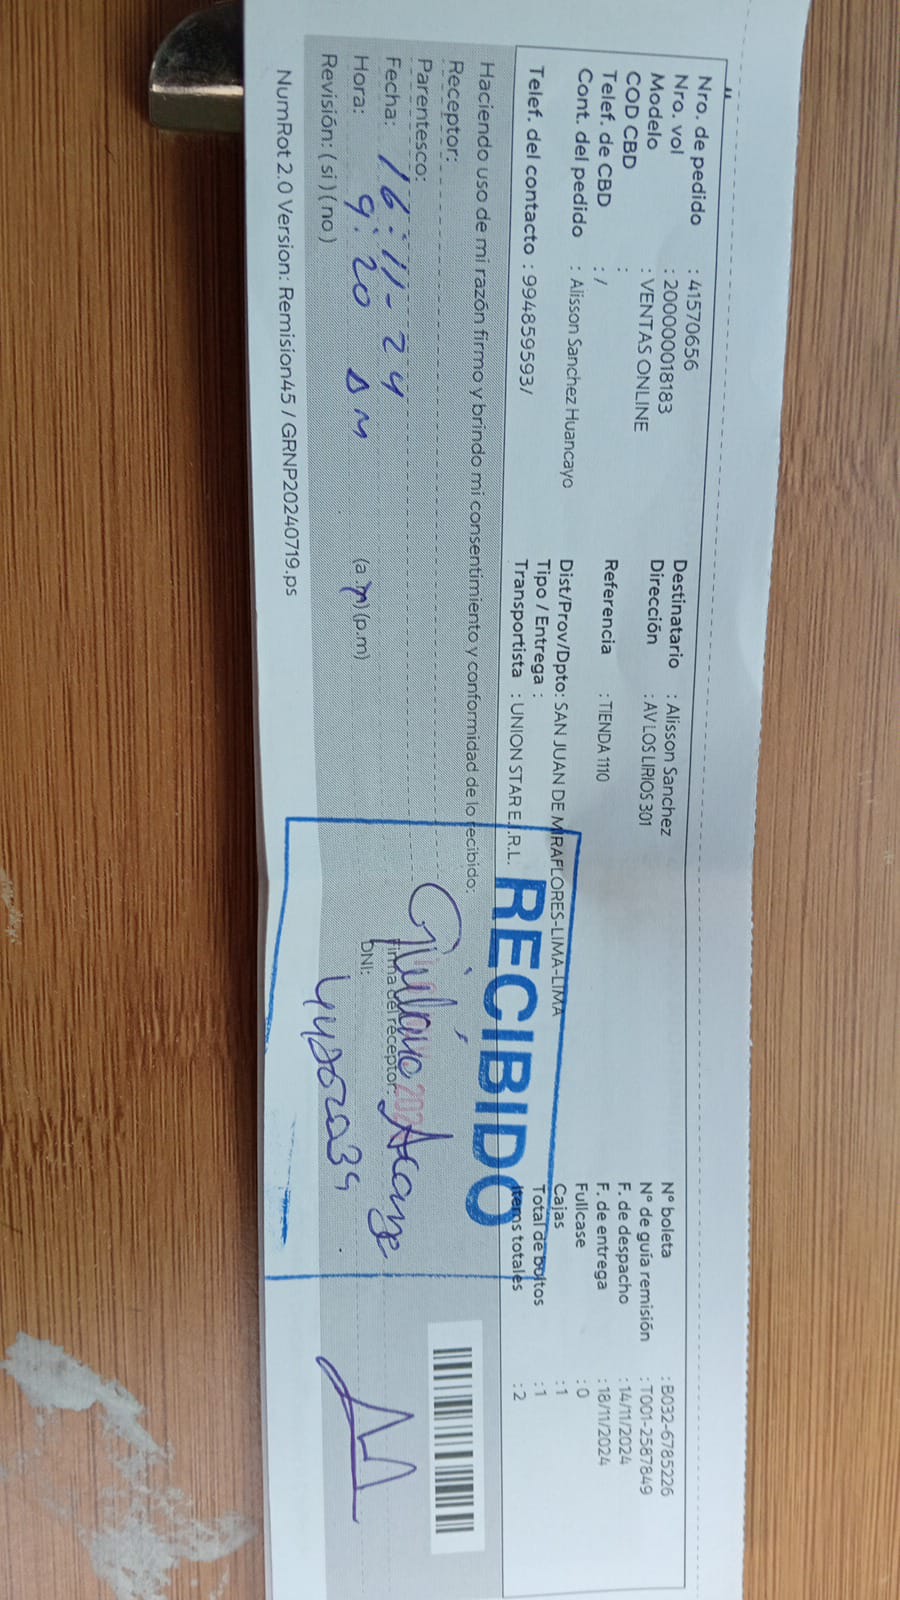 Nro. de pedido : 41570656
Nro. vol : 200000018183
Modelo : VENTAS ONLINE
COD CBD :
Telef. de CBD : /
Cont. del pedido : Alisson Sanchez Huancayo
Telef. del contacto : 994859593/
Destinatario : Alisson Sanchez
Dirección : AV LOS LIRIOS 301
Referencia : TIENDA 1110
Dist/Prov/Dpto: SAN JUAN DE MIRAFLORES-LIMA-LIMA
Tipo / Entrega :
Transportista : UNION STAR E.I.R.L.
N° boleta : B032-6785226
N° de guía remisión : T001-2587849
F. de despacho : 14/11/2024
F. de entrega : 18/11/2024
Fullcase : 0
Cajas : 1
Total de bultos : 1
Items totales : 2
RECIBIDO
Haciendo uso de mi razón firmo y brindo mi consentimiento y conformidad de lo recibido:
Receptor:
Parentesco:
Fecha: 16-11-24
Firma del receptor:
Hora: 9:20 AM (a.m) (p.m)
DNI:
Revisión: ( si ) ( no )
NumRot 2.0 Version: Remision45 / GRNP20240719.ps